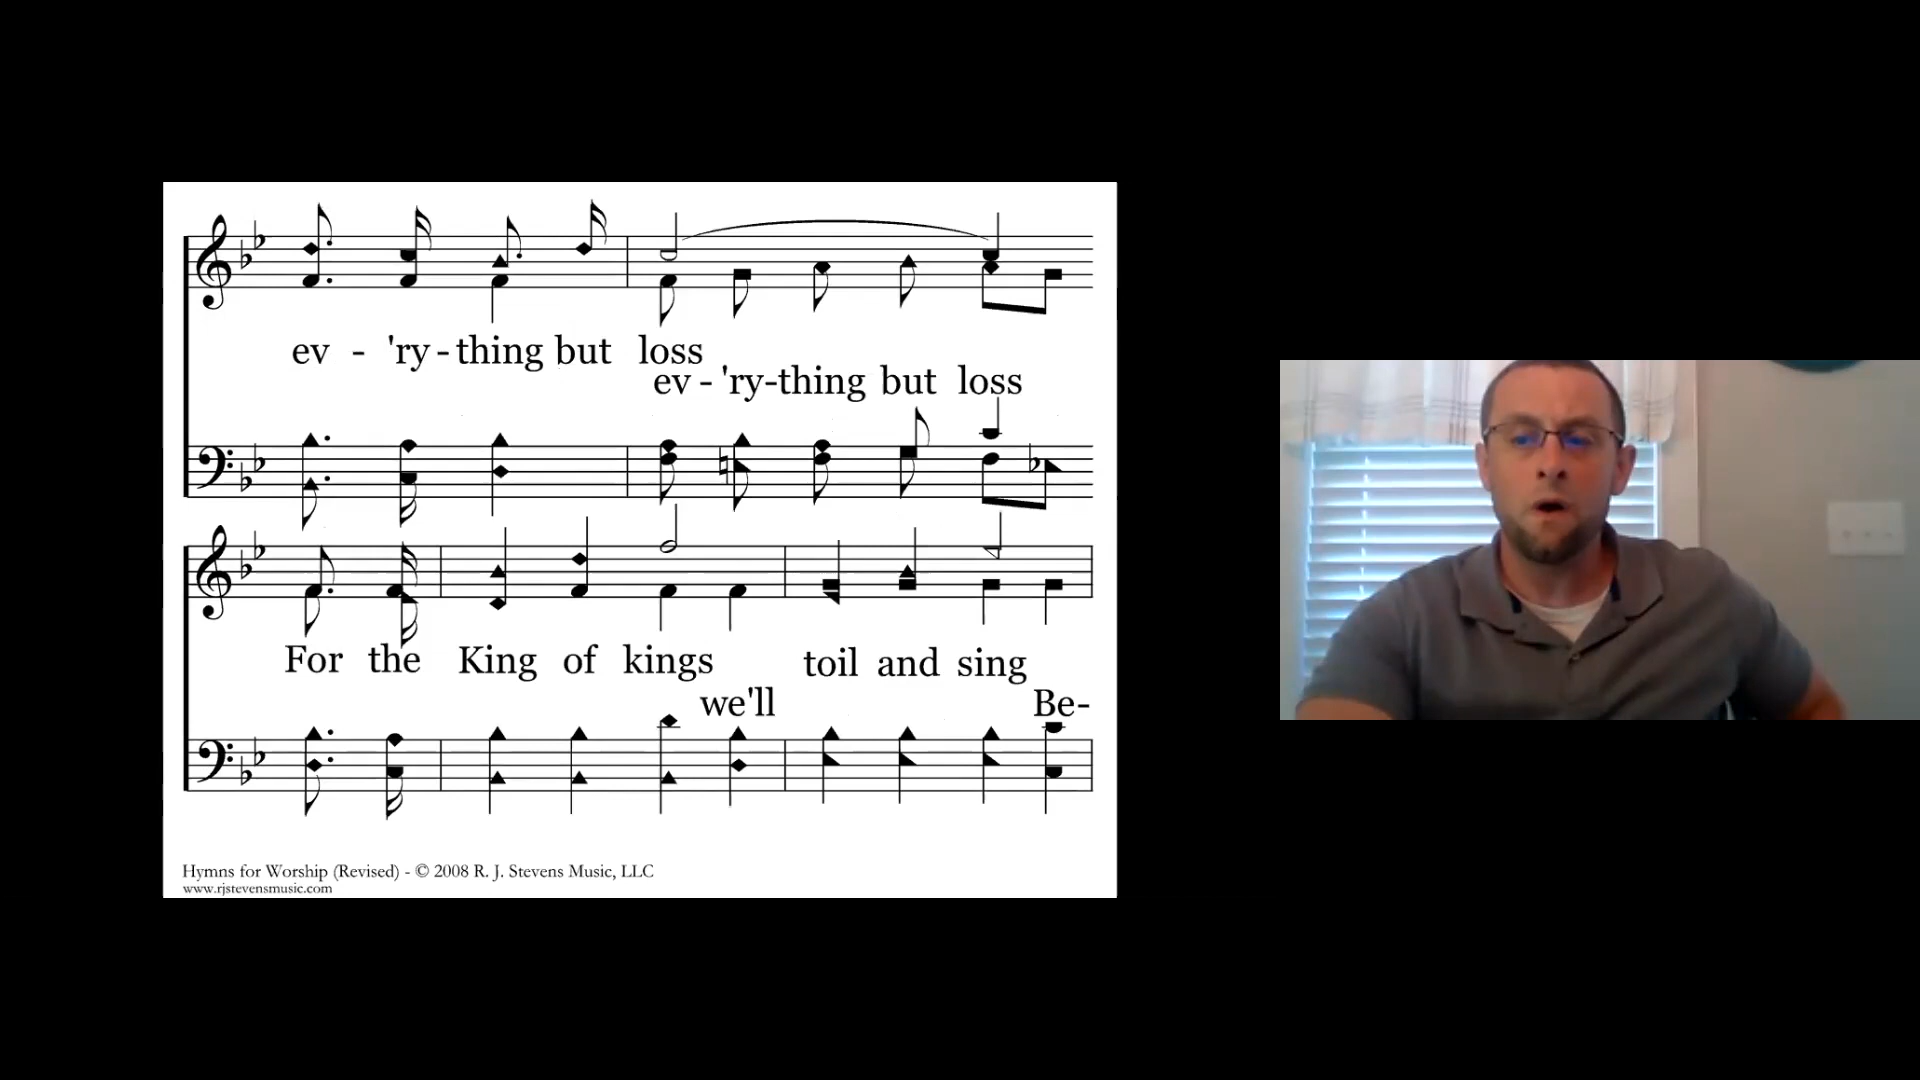 ev - 'ry - thing but loss
ev - 'ry-thing but loss
For the King of kings toil and sing
we'll Be-
Hymns for Worship (Revised) - © 2008 R. J. Stevens Music, LLC
www.rjstevensmusic.com